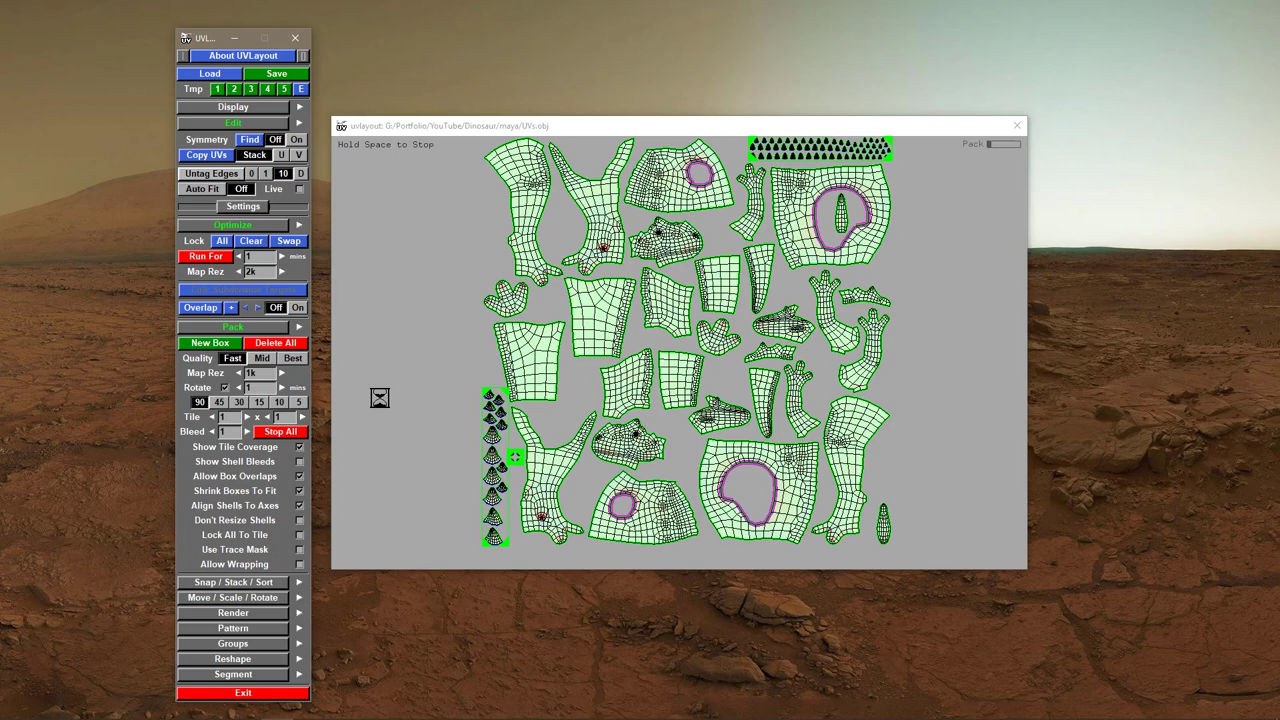 UVL...
About UVLayout
Load Save
Tmp 1 2 3 4 5 E
Display
Edit
Symmetry Find Off On
Copy UVs Stack U V
Untag Edges 0 1 10 D
Auto Fit Off Live
Settings
Optimize
Lock All Clear Swap
Run For 1 mins
Map Rez 2k
Overlap + Off On
Pack
New Box Delete All
Quality Fast Mid Best
Map Rez 1k
Rotate 1 mins
90 45 30 15 10 5
Tile 1 x 1
Bleed 1 Stop All
Show Tile Coverage
Show Shell Bleeds
Allow Box Overlaps
Shrink Boxes To Fit
Align Shells To Axes
Don't Resize Shells
Lock All To Tile
Use Trace Mask
Allow Wrapping
Snap / Stack / Sort
Move / Scale / Rotate
Render
Pattern
Groups
Reshape
Segment
Exit
uvlayout: G:/Portfolio/YouTube/Dinosaur/maya/UVs.obj
Hold Space to Stop
Pack